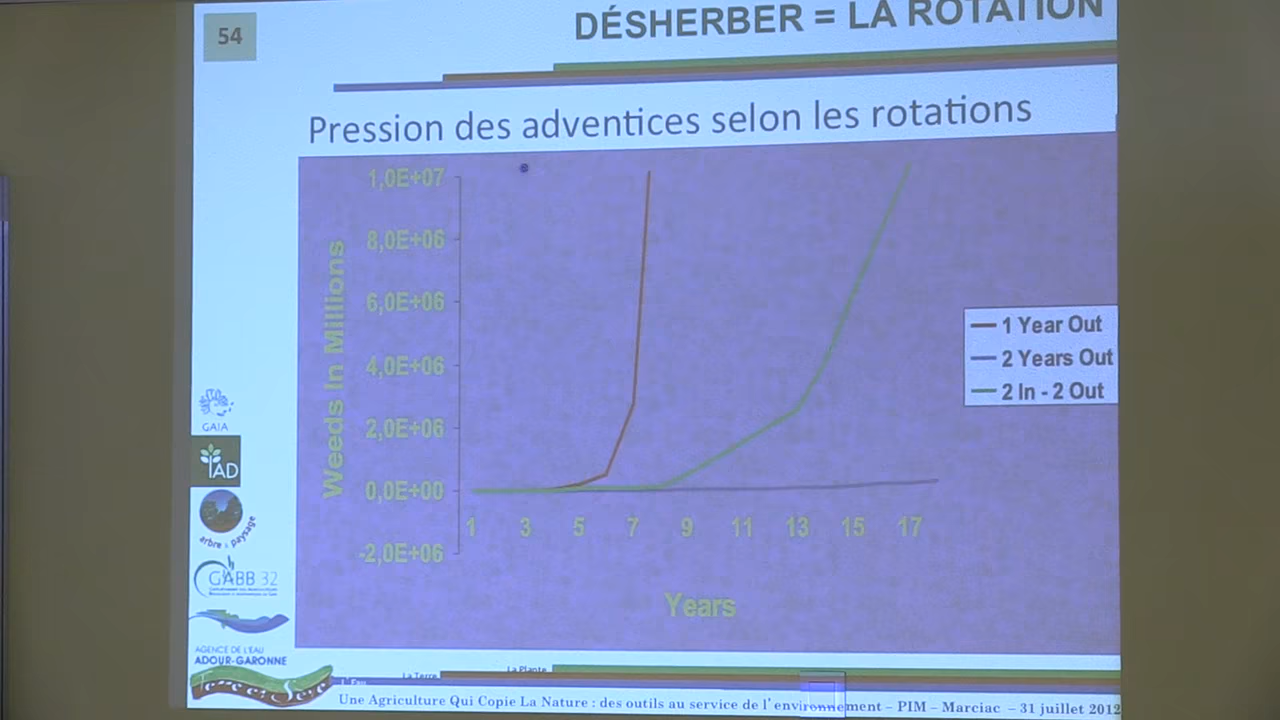 54
DÉSHERBER = LA ROTATION
Pression des adventices selon les rotations
1,0E+07
8,0E+06
6,0E+06
4,0E+06
2,0E+06
0,0E+00
-2,0E+06
Weeds In Millions
1 3 5 7 9 11 13 15 17
Years
1 Year Out
2 Years Out
2 In - 2 Out
GAIA
IAD
arbre & paysage
GABB 32
AGENCE DE L'EAU
ADOUR-GARONNE
L'Eau
La Terre
La Plante
Une Agriculture Qui Copie La Nature : des outils au service de l'environnement – PIM – Marciac – 31 juillet 2012